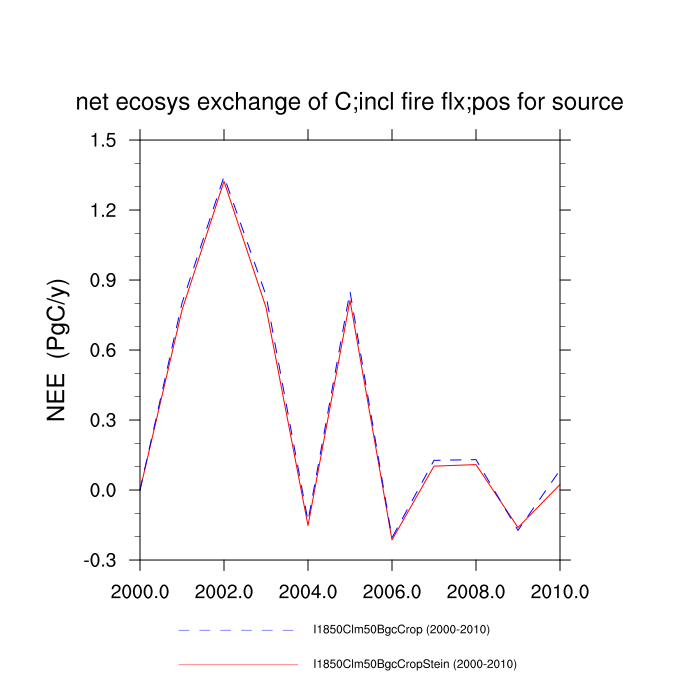 net ecosys exchange of C;incl fire flx;pos for source
NEE (PgC/y)
1.5
1.2
0.9
0.6
0.3
0.0
-0.3
2000.0 2002.0 2004.0 2006.0 2008.0 2010.0
I1850Clm50BgcCrop (2000-2010)
I1850Clm50BgcCropStein (2000-2010)